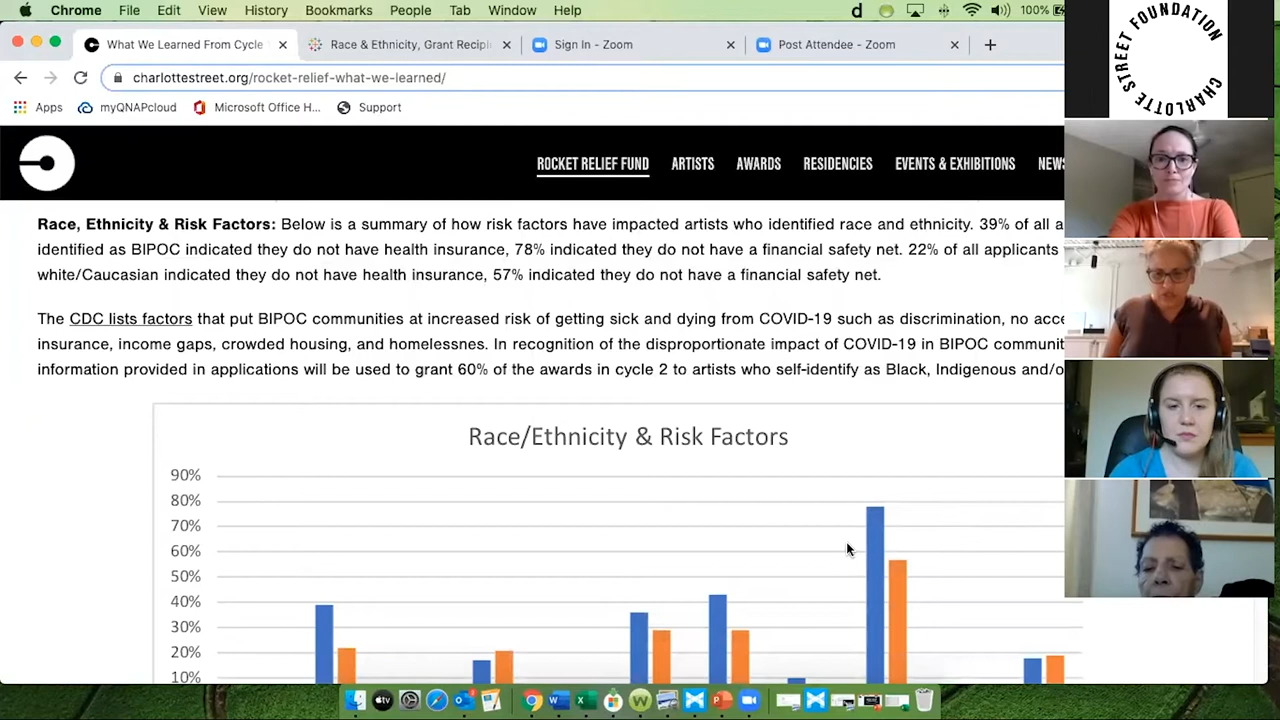 Chrome File Edit View History Bookmarks People Tab Window Help
100%
What We Learned From Cycle
Race & Ethnicity, Grant Recipi
Sign In - Zoom
Post Attendee - Zoom
charlottestreet.org/rocket-relief-what-we-learned/
Apps myQNAPcloud Microsoft Office H... Support
ROCKET RELIEF FUND ARTISTS AWARDS RESIDENCIES EVENTS & EXHIBITIONS NEWS
Race, Ethnicity & Risk Factors: Below is a summary of how risk factors have impacted artists who identified race and ethnicity. 39% of all a
identified as BIPOC indicated they do not have health insurance, 78% indicated they do not have a financial safety net. 22% of all applicants
white/Caucasian indicated they do not have health insurance, 57% indicated they do not have a financial safety net.
The CDC lists factors that put BIPOC communities at increased risk of getting sick and dying from COVID-19 such as discrimination, no acce
insurance, income gaps, crowded housing, and homelessness. In recognition of the disproportionate impact of COVID-19 in BIPOC communit
information provided in applications will be used to grant 60% of the awards in cycle 2 to artists who self-identify as Black, Indigenous and/o
Race/Ethnicity & Risk Factors
90%
80%
70%
60%
50%
40%
30%
20%
10%
CHARLOTTE STREET FOUNDATION